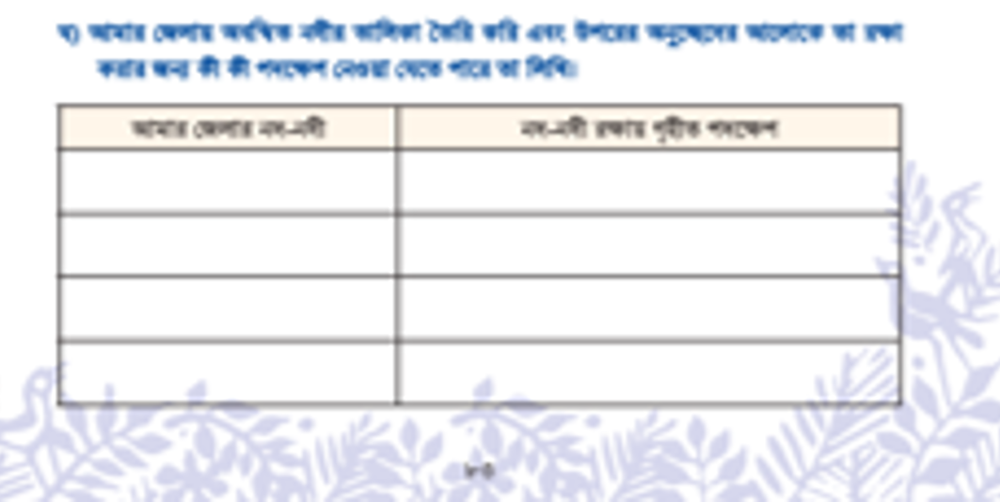 খ) আমার জেলায় অবস্থিত নদীর তালিকা তৈরি করি এবং উপরের অনুচ্ছেদের আলোকে তা রক্ষা
করার জন্য কী কী পদক্ষেপ নেওয়া যেতে পারে তা লিখি।
আমার জেলার নদ-নদী
নদ-নদী রক্ষায় গৃহীত পদক্ষেপ